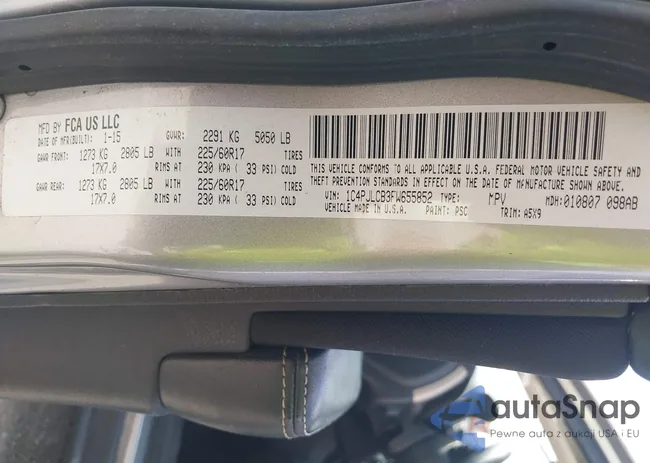 MFD BY FCA US LLC
DATE OF MFR(BUILT) 1-15 GVWR: 2291 KG 5050 LB
GAWR FRONT: 1273 KG 2805 LB WITH 225/60R17 TIRES
17X7.0 RIMS AT 230 KPA ( 33 PSI) COLD
GAWR REAR: 1273 KG 2805 LB WITH 225/60R17 TIRES
17X7.0 RIMS AT 230 KPA ( 33 PSI) COLD
THIS VEHICLE CONFORMS TO ALL APPLICABLE U.S.A. FEDERAL MOTOR VEHICLE SAFETY AND
THEFT PREVENTION STANDARDS IN EFFECT ON THE DATE OF MANUFACTURE SHOWN ABOVE.
VIN: 1C4PJLCB3FW655852 TYPE: MPV MDH: 010807 098AB
VEHICLE MADE IN U.S.A. PAINT: PSC TRIM: A5X9
autaSnap
Pewne auta z aukcji USA i EU